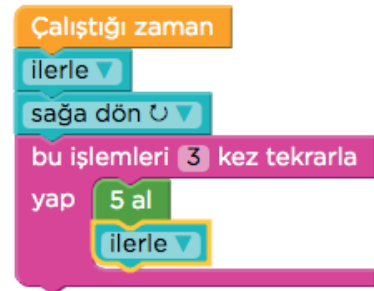 Çalıştığı zaman
ilerle
sağa dön ↻
bu işlemleri 3 kez tekrarla
yap 5 al
ilerle